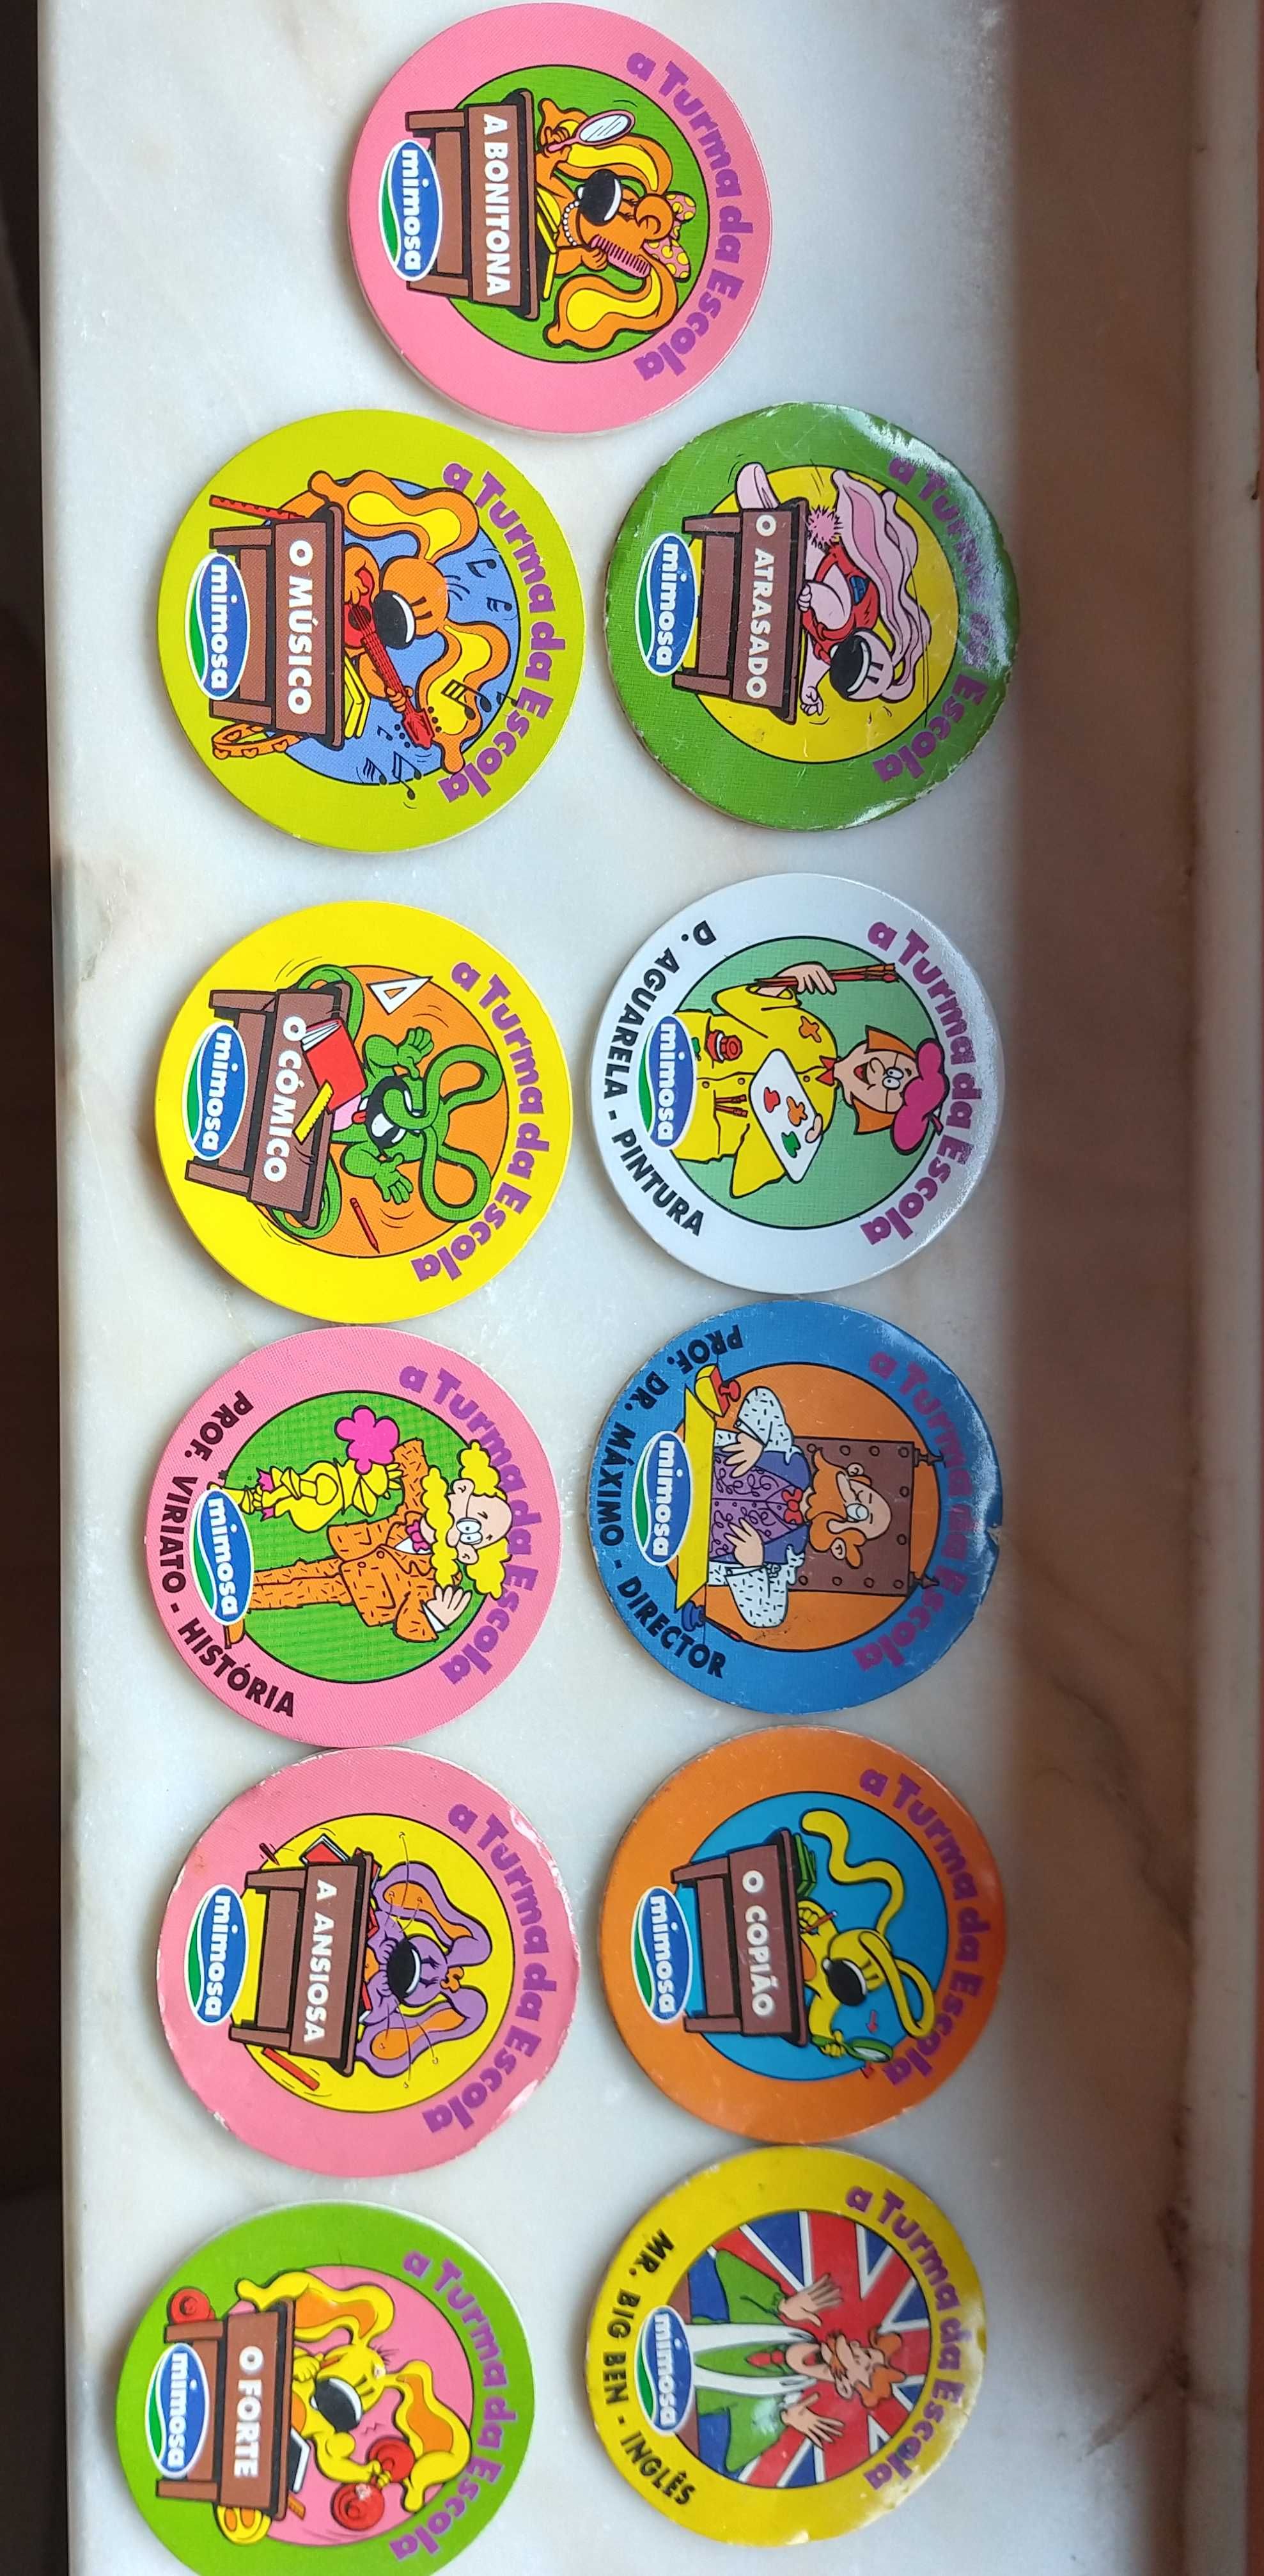 a Turma da Escola
A BONITONA
mimosa
a Turma da Escola
O ATRASADO
mimosa
a Turma da Escola
mimosa
D. AGUARELA - PINTURA
a Turma da Escola
mimosa
PROF. DR. MÁXIMO - DIRECTOR
a Turma da Escola
O COPIÃO
mimosa
a Turma da Escola
mimosa
MR. BIG BEN - INGLÊS
a Turma da Escola
O MÚSICO
mimosa
a Turma da Escola
O CÓMICO
mimosa
a Turma da Escola
mimosa
PROF. VIRIATO - HISTÓRIA
a Turma da Escola
A ANSIOSA
mimosa
a Turma da Escola
O FORTE
mimosa